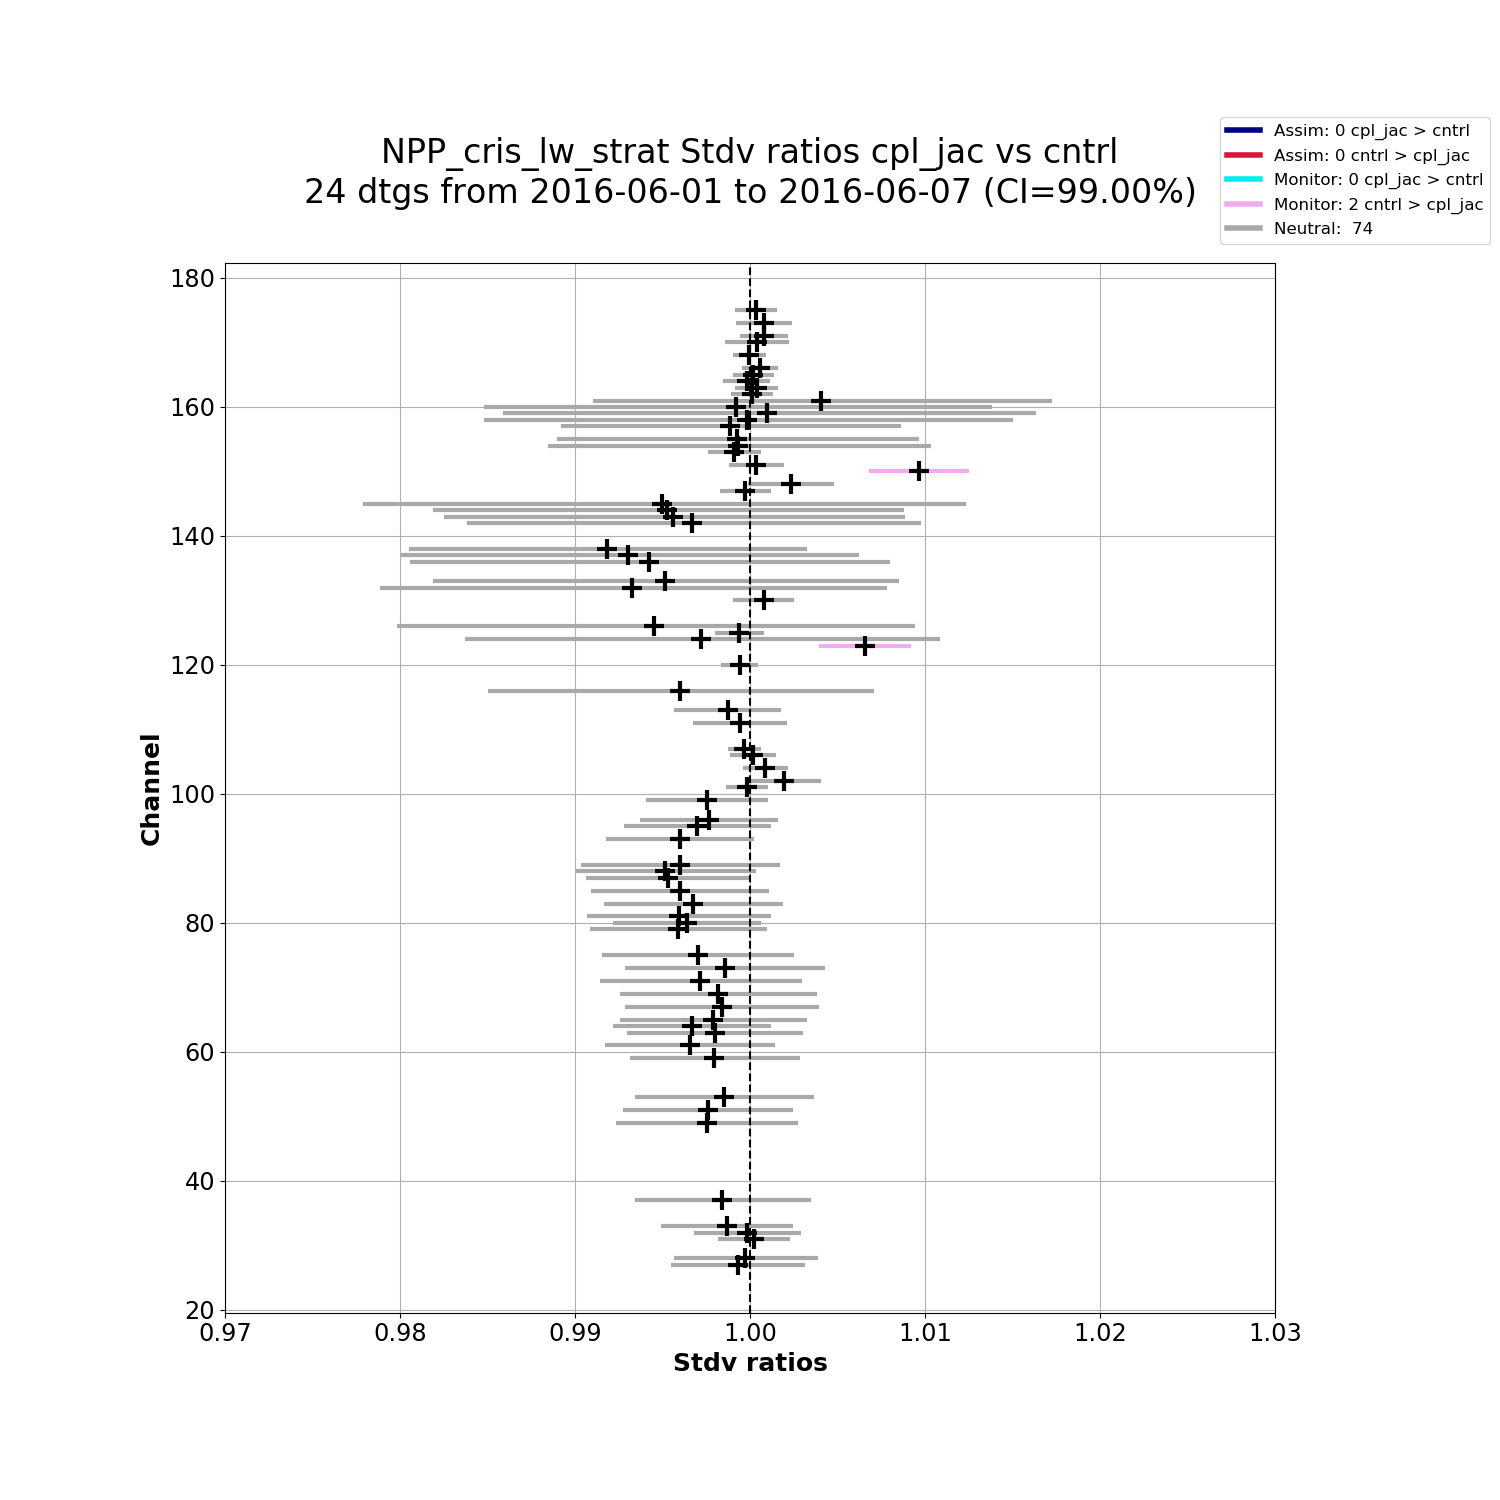 NPP_cris_lw_strat Stdv ratios cpl_jac vs cntrl
24 dtgs from 2016-06-01 to 2016-06-07 (CI=99.00%)
Assim: 0 cpl_jac > cntrl
Assim: 0 cntrl > cpl_jac
Monitor: 0 cpl_jac > cntrl
Monitor: 2 cntrl > cpl_jac
Neutral:  74
180
160
140
120
100
80
60
40
20
Channel
0.97 0.98 0.99 1.00 1.01 1.02 1.03
Stdv ratios